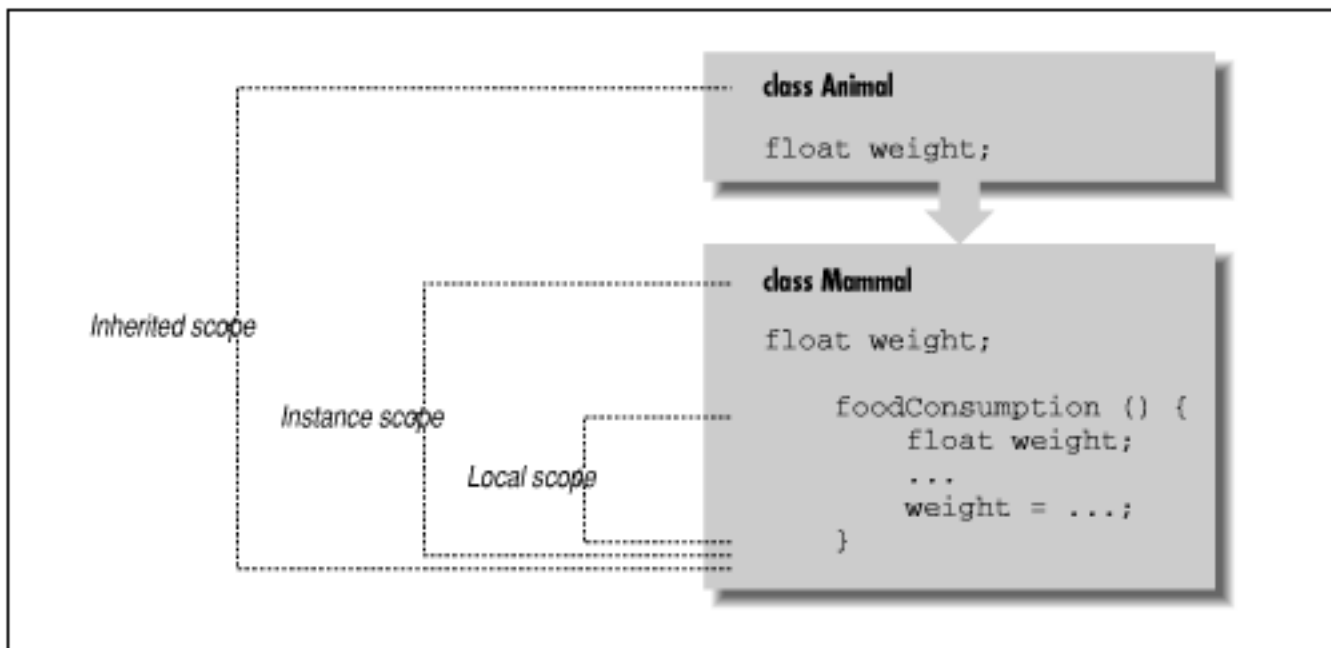 class Animal
float weight;
class Mammal
Inherited scope
float weight;
foodConsumption () {
Instance scope
float weight;
Local scope
...
weight = ...;
}